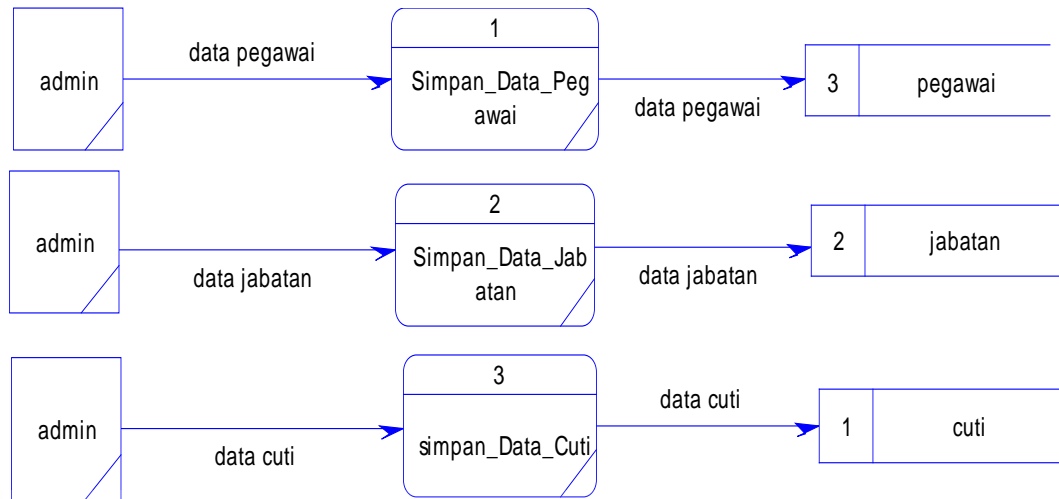 1
data pegawai
admin
Simpan_Data_Peg
awai
data pegawai
3
pegawai
2
admin
data jabatan
Simpan_Data_Jab
atan
data jabatan
2
jabatan
3
admin
data cuti
simpan_Data_Cuti
data cuti
1
cuti